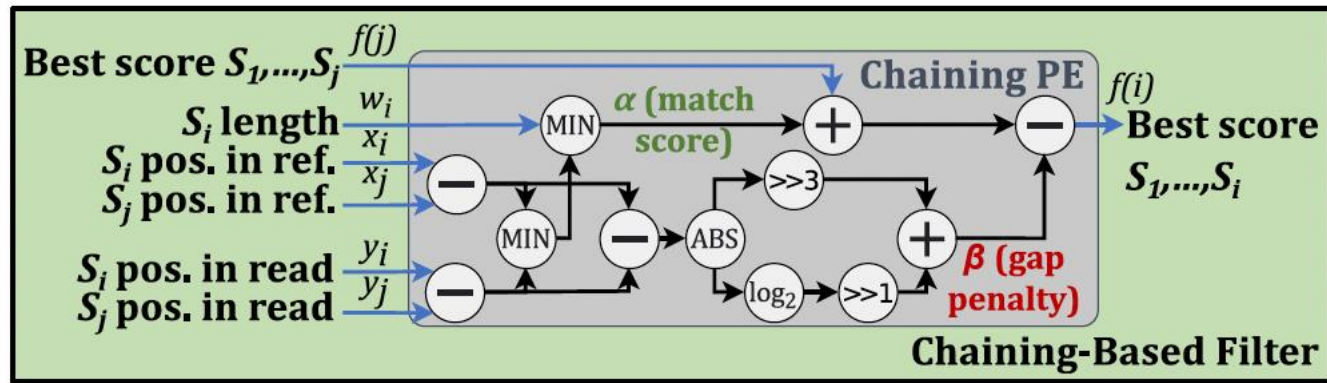 Best score S₁,...,Sⱼ
f(j)
Chaining PE
Sᵢ length
wᵢ
MIN
α (match
score)
+
−
f(i)
Best score
S₁,...,Sᵢ
Sᵢ pos. in ref.
xᵢ
Sⱼ pos. in ref.
xⱼ
−
>>3
MIN
−
ABS
+
Sᵢ pos. in read
yᵢ
Sⱼ pos. in read
yⱼ
−
log₂
>>1
β (gap
penalty)
Chaining-Based Filter